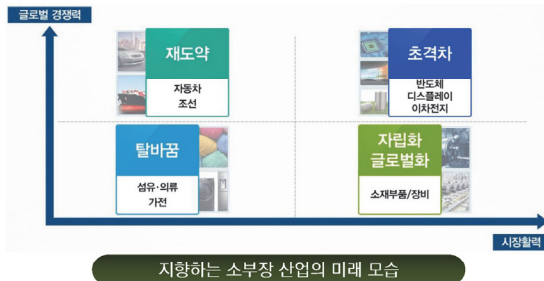 글로벌 경쟁력
재도약
자동차
조선
초격차
반도체
디스플레이
이차전지
탈바꿈
섬유·의류
가전
자립화
글로벌화
소재부품/장비
시장활력
지향하는 소부장 산업의 미래 모습